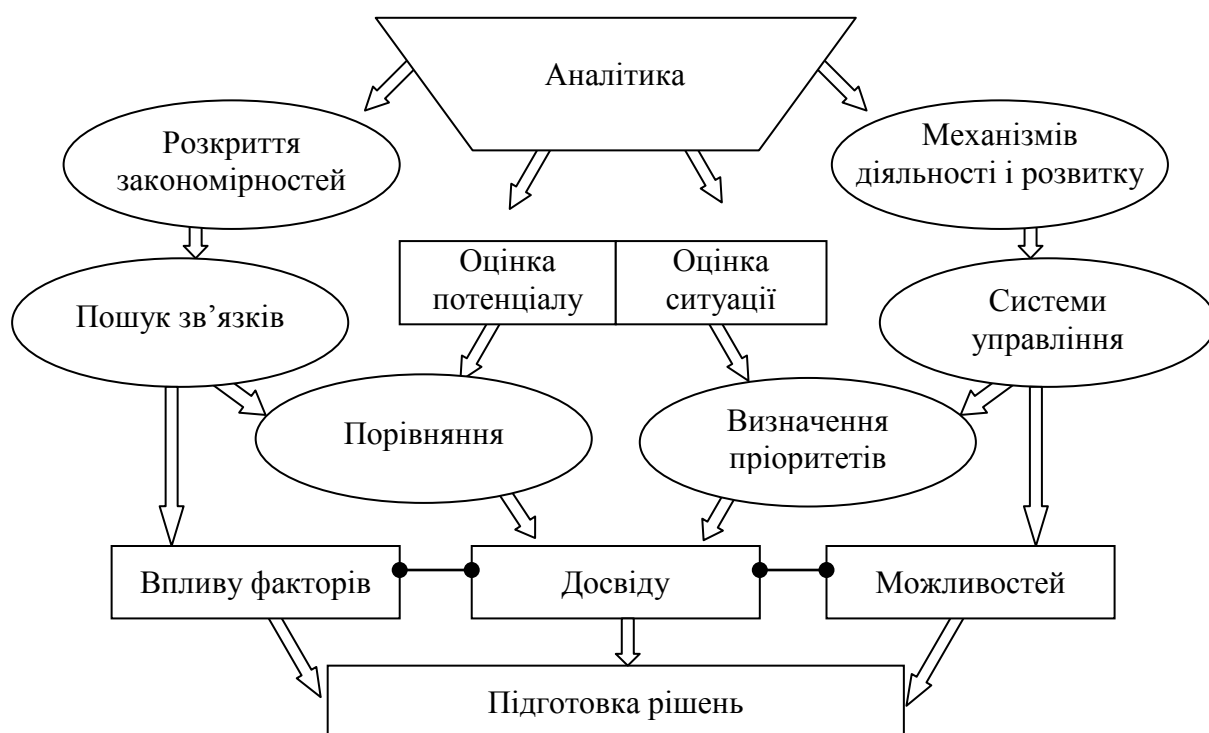 Аналітика
Розкриття
закономірностей
Механізмів
діяльності і розвитку
Оцінка
потенціалу
Оцінка
ситуації
Пошук зв’язків
Системи
управління
Порівняння
Визначення
пріоритетів
Впливу факторів
Досвіду
Можливостей
Підготовка рішень